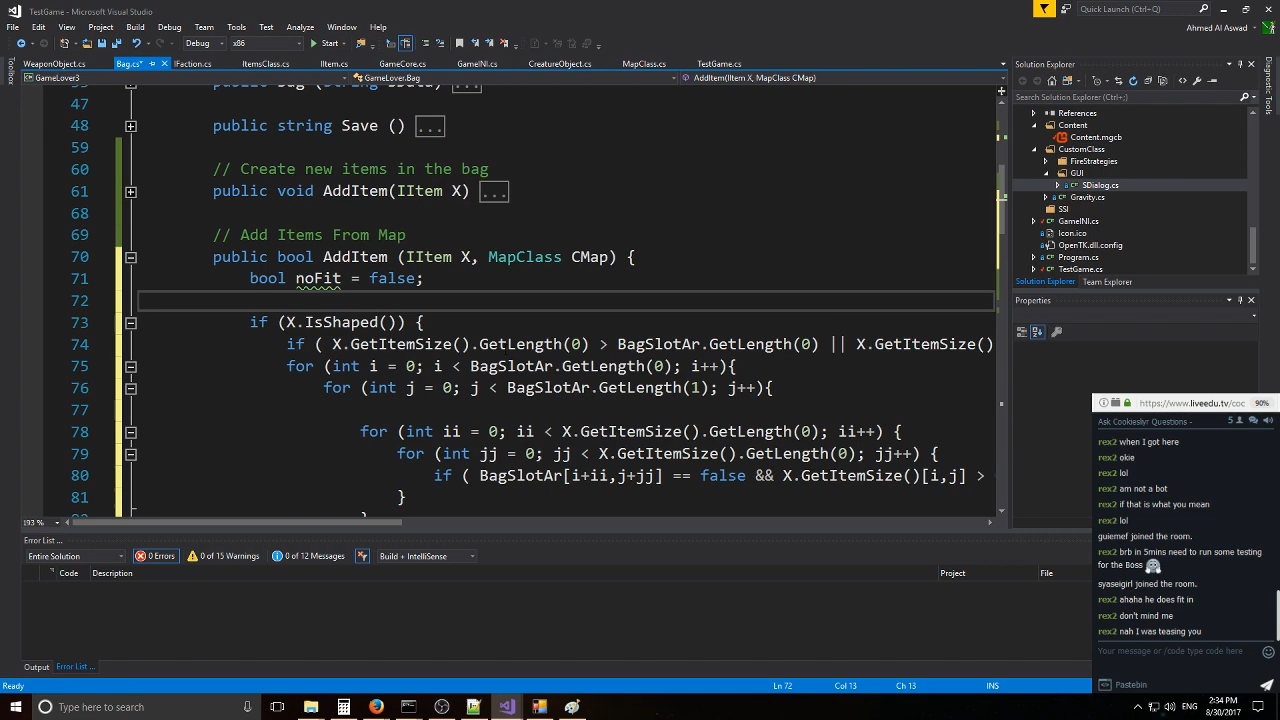 TestGame - Microsoft Visual Studio
Quick Launch (Ctrl+Q)
File Edit View Project Build Debug Team Tools Test Analyze Window Help
Ahmed Al Aswad
Debug x86 Start
WeaponObject.cs Bag.cs* IFaction.cs ItemsClass.cs IItem.cs GameCore.cs GameINI.cs CreatureObject.cs MapClass.cs TestGame.cs
GameLover3 GameLover.Bag AddItem(IItem X, MapClass CMap)
Toolbox
47
48 public string Save () ...
59
60 // Create new items in the bag
61 public void AddItem(IItem X) ...
68
69 // Add Items From Map
70 public bool AddItem (IItem X, MapClass CMap) {
71 bool noFit = false;
72
73 if (X.IsShaped()) {
74 if ( X.GetItemSize().GetLength(0) > BagSlotAr.GetLength(0) || X.GetItemSize()
75 for (int i = 0; i < BagSlotAr.GetLength(0); i++){
76 for (int j = 0; j < BagSlotAr.GetLength(1); j++){
77
78 for (int ii = 0; ii < X.GetItemSize().GetLength(0); ii++) {
79 for (int jj = 0; jj < X.GetItemSize().GetLength(0); jj++) {
80 if ( BagSlotAr[i+ii,j+jj] == false && X.GetItemSize()[i,j] >
81 }
193 %
Solution Explorer
Search Solution Explorer (Ctrl+;)
References
Content
Content.mgcb
CustomClass
FireStrategies
GUI
SDialog.cs
Gravity.cs
SSI
GameINI.cs
Icon.ico
OpenTK.dll.config
Program.cs
TestGame.cs
Solution Explorer Team Explorer
Diagnostic Tools
Properties
Error List ...
Entire Solution 0 Errors 0 of 15 Warnings 0 of 12 Messages Build + IntelliSense
Code Description Project File
Output Error List ...
Ready Ln 72 Col 13 Ch 13 INS
https://www.liveedu.tv/coc 90%
Ask Cookieslyr Questions - 5
rex2 when I got here
rex2 okie
rex2 lol
rex2 am not a bot
rex2 if that is what you mean
rex2 lol
guiemef joined the room.
rex2 brb in 5mins need to run some testing
for the Boss
syaseigirl joined the room.
rex2 ahaha he does fit in
rex2 don't mind me
rex2 nah I was teasing you
Your message or /code type code here
Pastebin
Type here to search
ENG
2:34 PM
8/30/2017